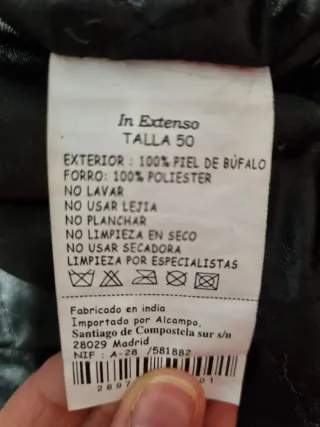 In Extenso
TALLA 50
EXTERIOR : 100% PIEL DE BÚFALO
FORRO: 100% POLIESTER
NO LAVAR
NO USAR LEJIA
NO PLANCHAR
NO LIMPIEZA EN SECO
NO USAR SECADORA
LIMPIEZA POR ESPECIALISTAS
Fabricado en india
Importado por Alcampo,
Santiago de Compostela sur s/n
28029 Madrid
NIF : A-28 /581882